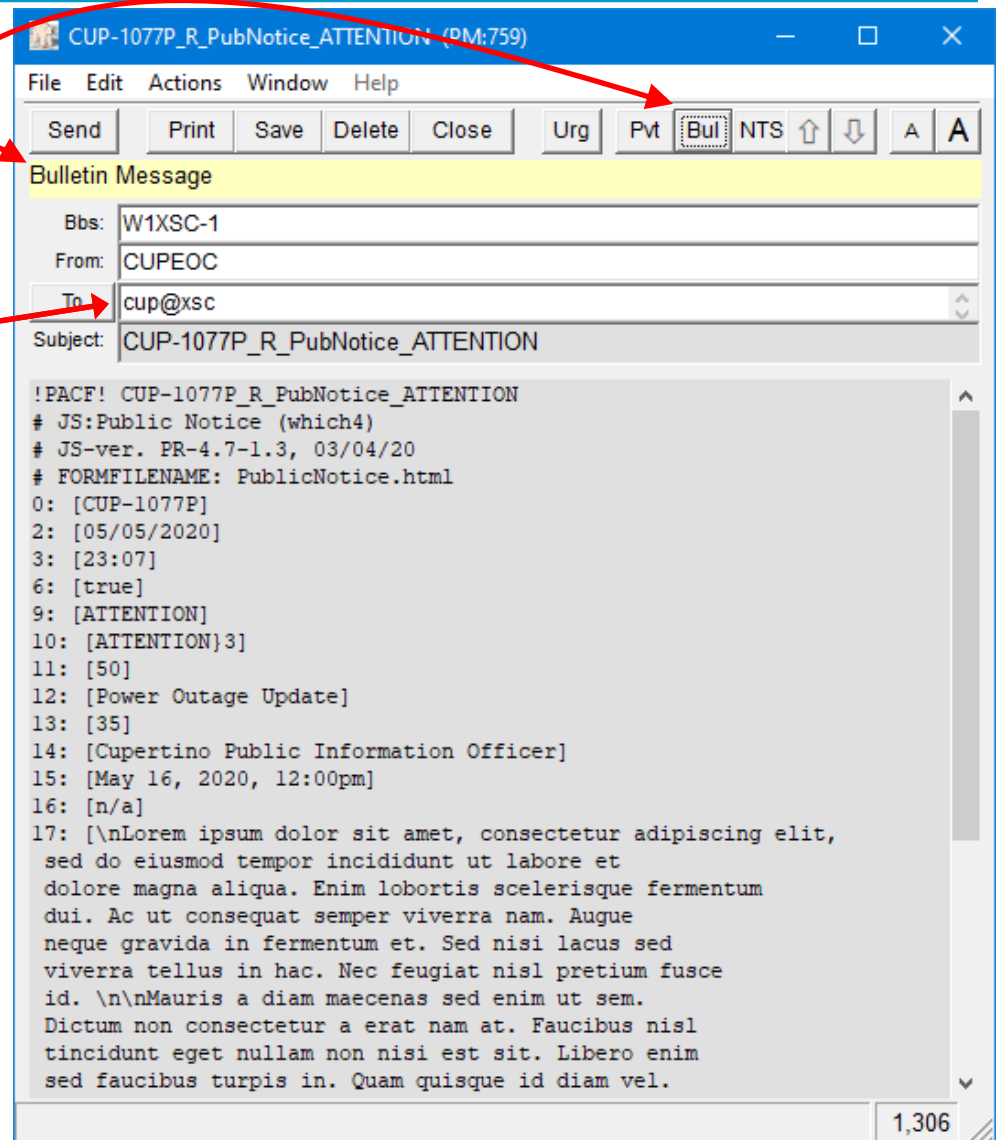 CUP-1077P_R_PubNotice_ATTENTION (PM:759)
File Edit Actions Window Help
Send Print Save Delete Close Urg Pvt Bul NTS A A
Bulletin Message
Bbs: W1XSC-1
From: CUPEOC
To cup@xsc
Subject: CUP-1077P_R_PubNotice_ATTENTION
!PACF! CUP-1077P_R_PubNotice_ATTENTION
# JS:Public Notice (which4)
# JS-ver. PR-4.7-1.3, 03/04/20
# FORMFILENAME: PublicNotice.html
0: [CUP-1077P]
2: [05/05/2020]
3: [23:07]
6: [true]
9: [ATTENTION]
10: [ATTENTION}3]
11: [50]
12: [Power Outage Update]
13: [35]
14: [Cupertino Public Information Officer]
15: [May 16, 2020, 12:00pm]
16: [n/a]
17: [\nLorem ipsum dolor sit amet, consectetur adipiscing elit,
sed do eiusmod tempor incididunt ut labore et
dolore magna aliqua. Enim lobortis scelerisque fermentum
dui. Ac ut consequat semper viverra nam. Augue
neque gravida in fermentum et. Sed nisi lacus sed
viverra tellus in hac. Nec feugiat nisl pretium fusce
id. \n\nMauris a diam maecenas sed enim ut sem.
Dictum non consectetur a erat nam at. Faucibus nisl
tincidunt eget nullam non nisi est sit. Libero enim
sed faucibus turpis in. Quam quisque id diam vel.
1,306